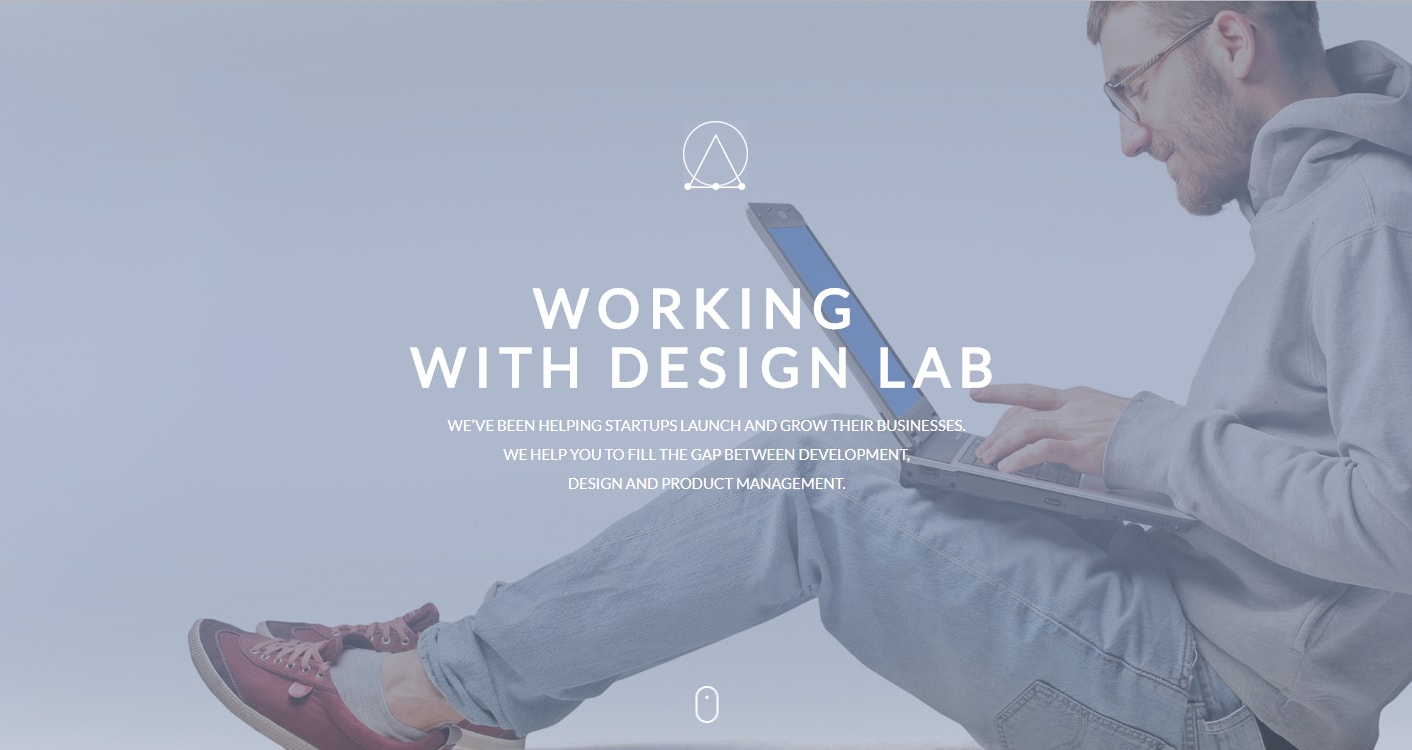 WORKING
WITH DESIGN LAB
WE'VE BEEN HELPING STARTUPS LAUNCH AND GROW THEIR BUSINESSES.
WE HELP YOU TO FILL THE GAP BETWEEN DEVELOPMENT,
DESIGN AND PRODUCT MANAGEMENT.